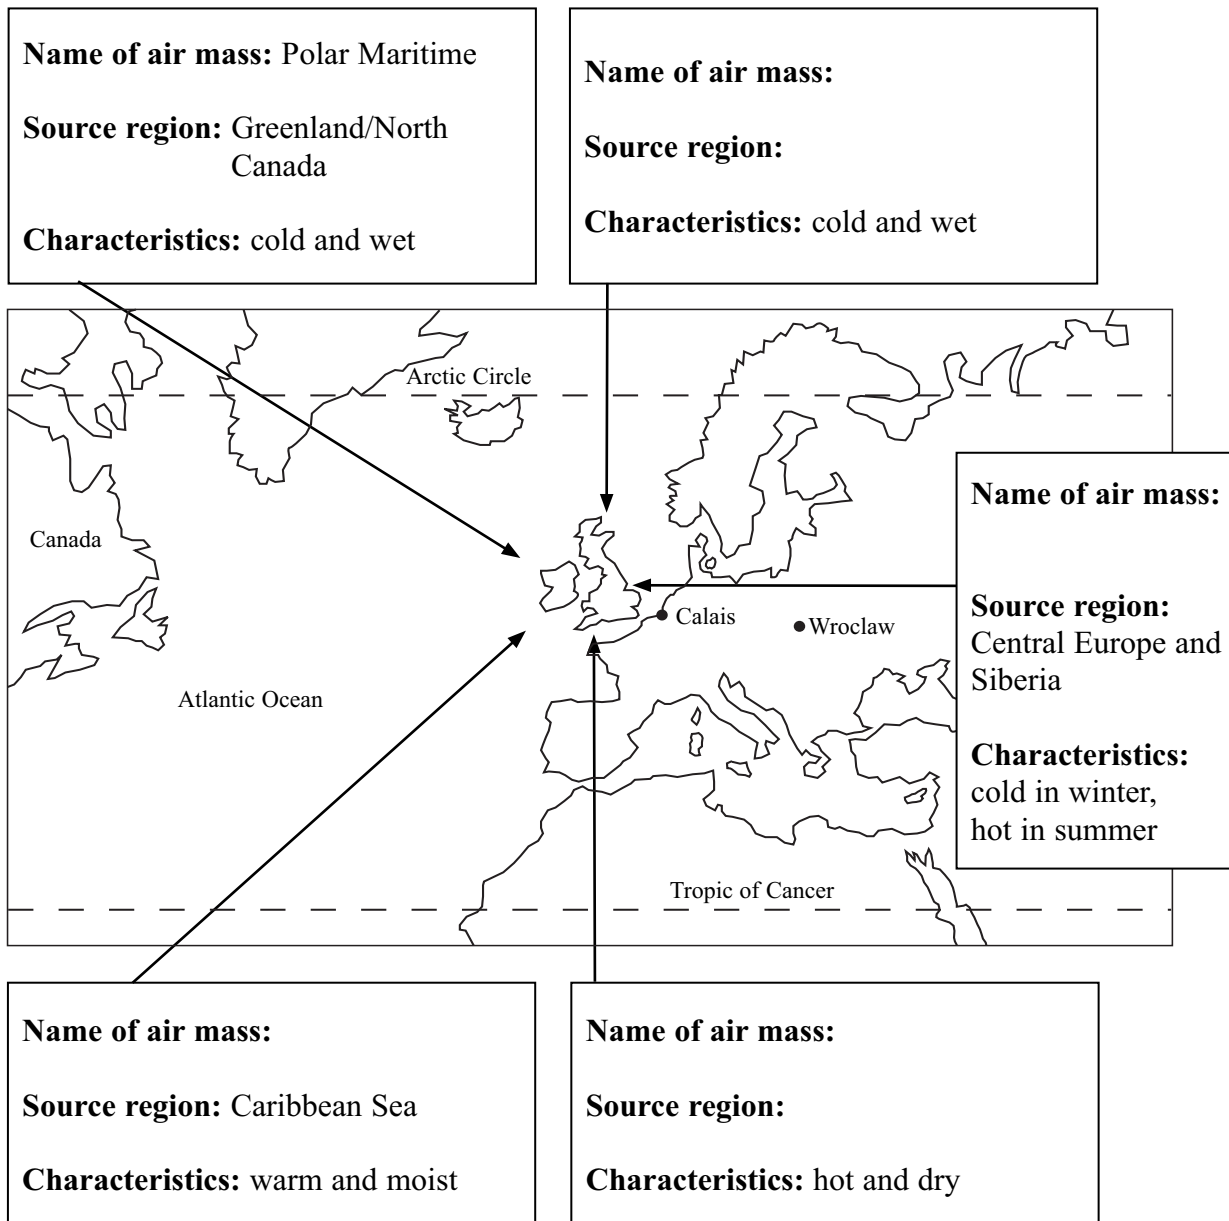 Name of air mass: Polar Maritime
Source region: Greenland/North
Canada
Characteristics: cold and wet
Name of air mass:
Source region:
Characteristics: cold and wet
Arctic Circle
Canada
Atlantic Ocean
Calais
Wroclaw
Tropic of Cancer
Name of air mass:
Source region:
Central Europe and
Siberia
Characteristics:
cold in winter,
hot in summer
Name of air mass:
Source region: Caribbean Sea
Characteristics: warm and moist
Name of air mass:
Source region:
Characteristics: hot and dry